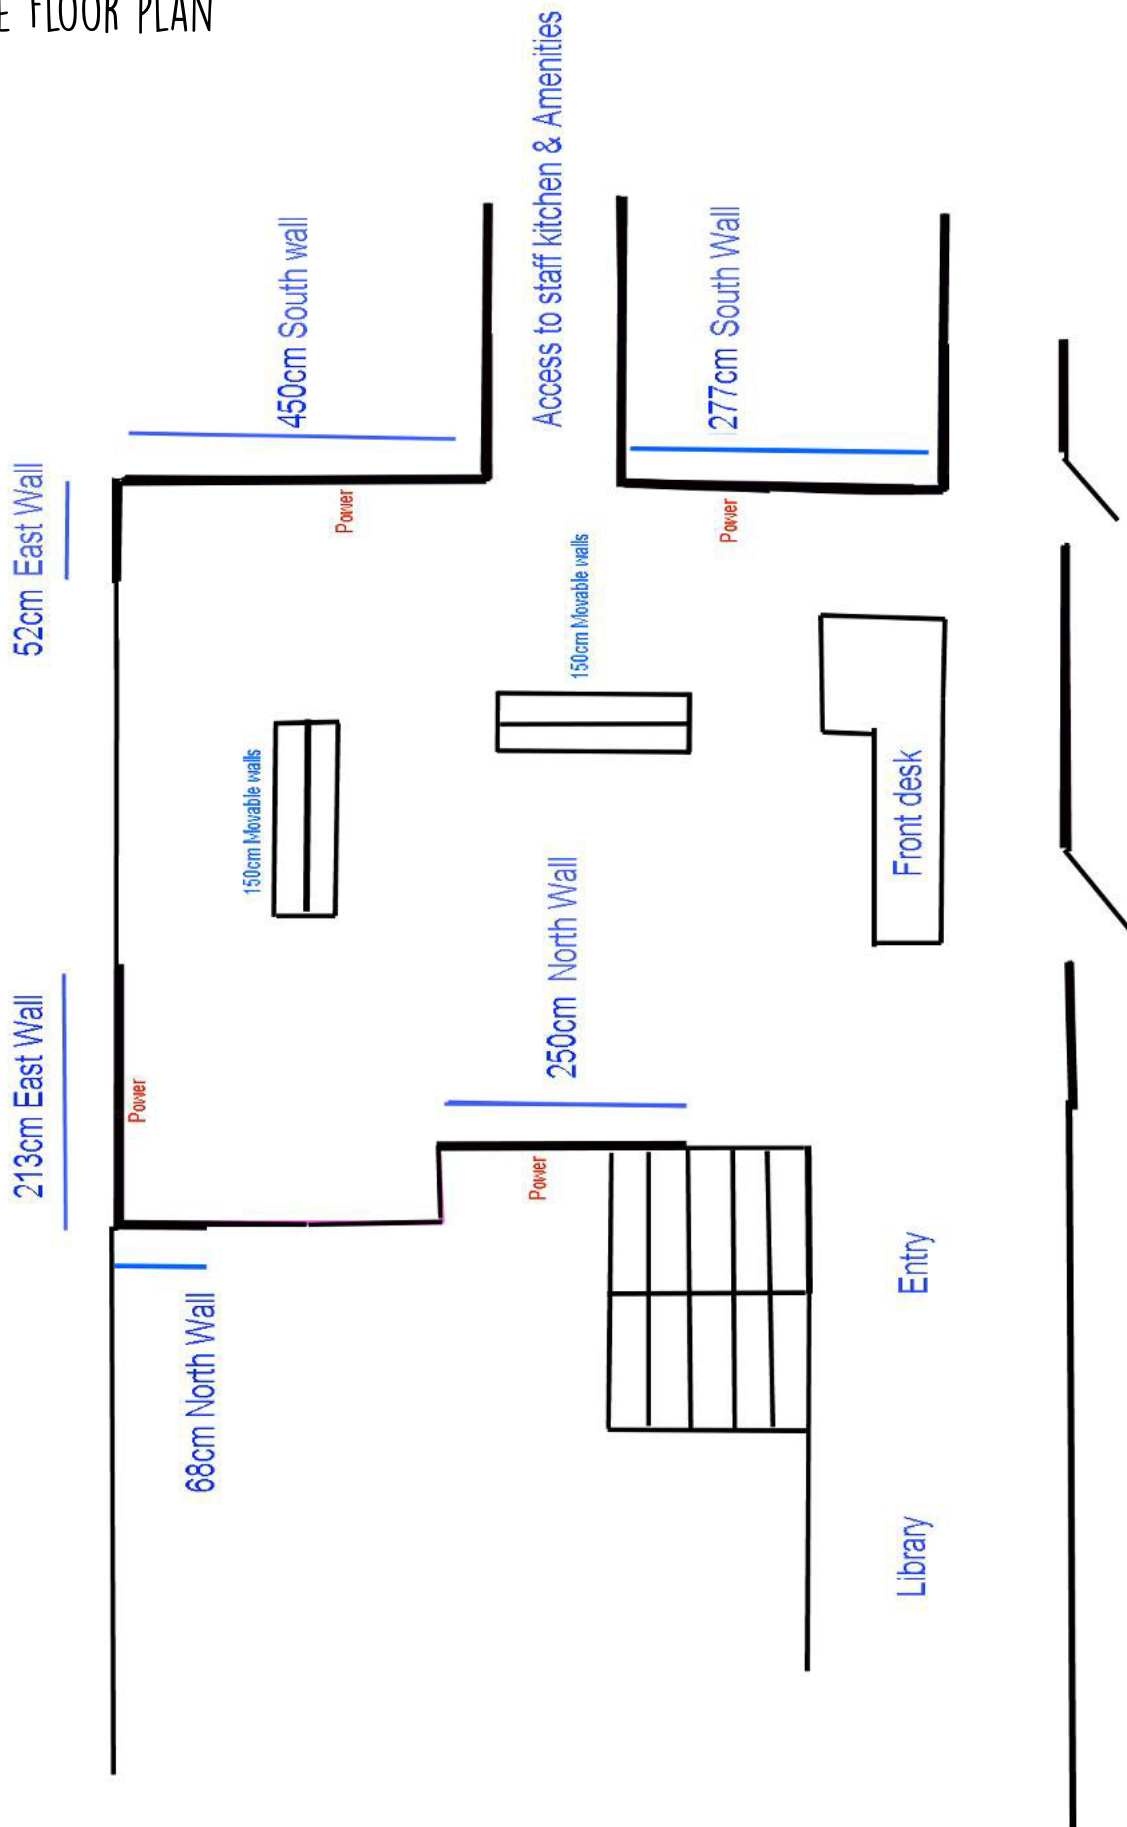 E FLOOR PLAN
Access to staff kitchen & Amenities
450cm South wall
277cm South Wall
52cm East Wall
Power
Power
150cm Movable walls
150cm Movable walls
Front desk
250cm North Wall
213cm East Wall
Power
Power
Entry
68cm North Wall
Library